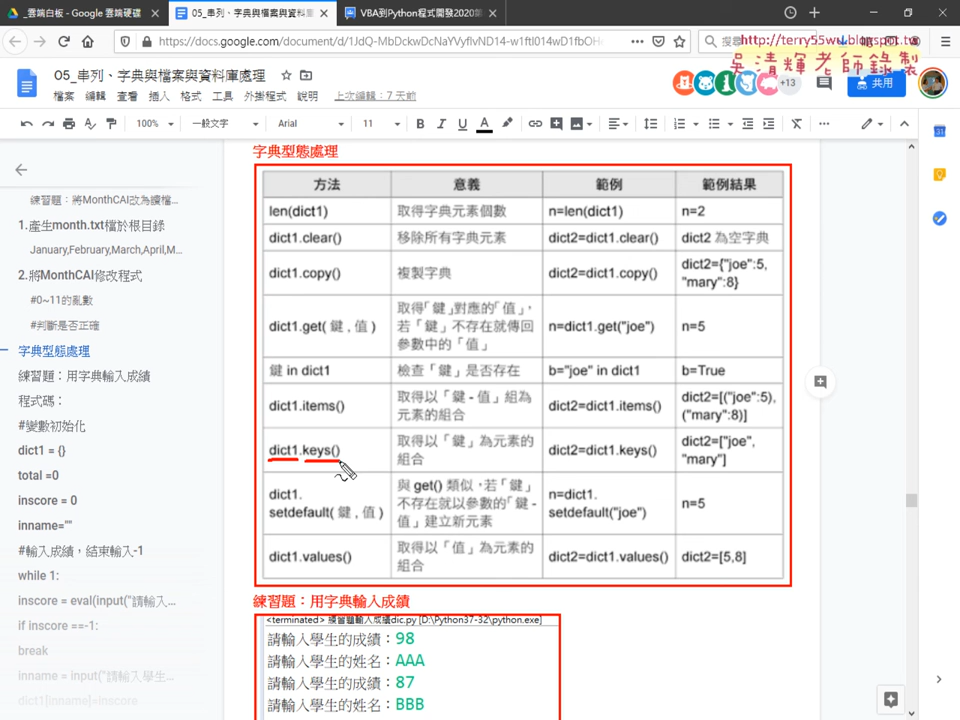 _雲端白板 - Google 雲端硬碟
05_串列、字典與檔案與資料庫
VBA到Python程式開發2020
https://docs.google.com/document/d/1JdQ-MbDckwDcNaYVyflvND14-w1ftl014wD1fbOH
http://terry55wu.blogspot.tw
吳清輝老師錄製
05_串列、字典與檔案與資料庫處理
檔案 編輯 查看 插入 格式 工具 外掛程式 說明 上次編輯：7 天前
+13
共用
100% 一般文字 Arial 11 B I U A
練習題：將MonthCAI改為讀檔...
1.產生month.txt檔於根目錄
January,February,March,April,M...
2.將MonthCAI修改程式
#0~11的亂數
#判斷是否正確
字典型態處理
練習題：用字典輸入成績
程式碼：
#變數初始化
dict1 = {}
total =0
inscore = 0
inname=""
#輸入成績，結束輸入-1
while 1:
inscore = eval(input("請輸入...
if inscore ==-1:
break
inname = input("請輸入學生...
dict1[inname]=inscore
字典型態處理
方法 意義 範例 範例結果
len(dict1) 取得字典元素個數 n=len(dict1) n=2
dict1.clear() 移除所有字典元素 dict2=dict1.clear() dict2 為空字典
dict1.copy() 複製字典 dict2=dict1.copy() dict2={"joe":5,
"mary":8}
dict1.get( 鍵 , 值 ) 取得「鍵」對應的「值」，
若「鍵」不存在就傳回
參數中的「值」 n=dict1.get("joe") n=5
鍵 in dict1 檢查「鍵」是否存在 b="joe" in dict1 b=True
dict1.items() 取得以「鍵 - 值」組為
元素的組合 dict2=dict1.items() dict2=[("joe":5),
("mary":8)]
dict1.keys() 取得以「鍵」為元素的
組合 dict2=dict1.keys() dict2=["joe",
"mary"]
dict1.
setdefault( 鍵 , 值 ) 與 get() 類似，若「鍵」
不存在就以參數的「鍵 -
值」建立新元素 n=dict1.
setdefault("joe") n=5
dict1.values() 取得以「值」為元素的
組合 dict2=dict1.values() dict2=[5,8]
練習題：用字典輸入成績
<terminated> 練習題輸入成績dic.py [D:\Python37-32\python.exe]
請輸入學生的成績：98
請輸入學生的姓名：AAA
請輸入學生的成績：87
請輸入學生的姓名：BBB